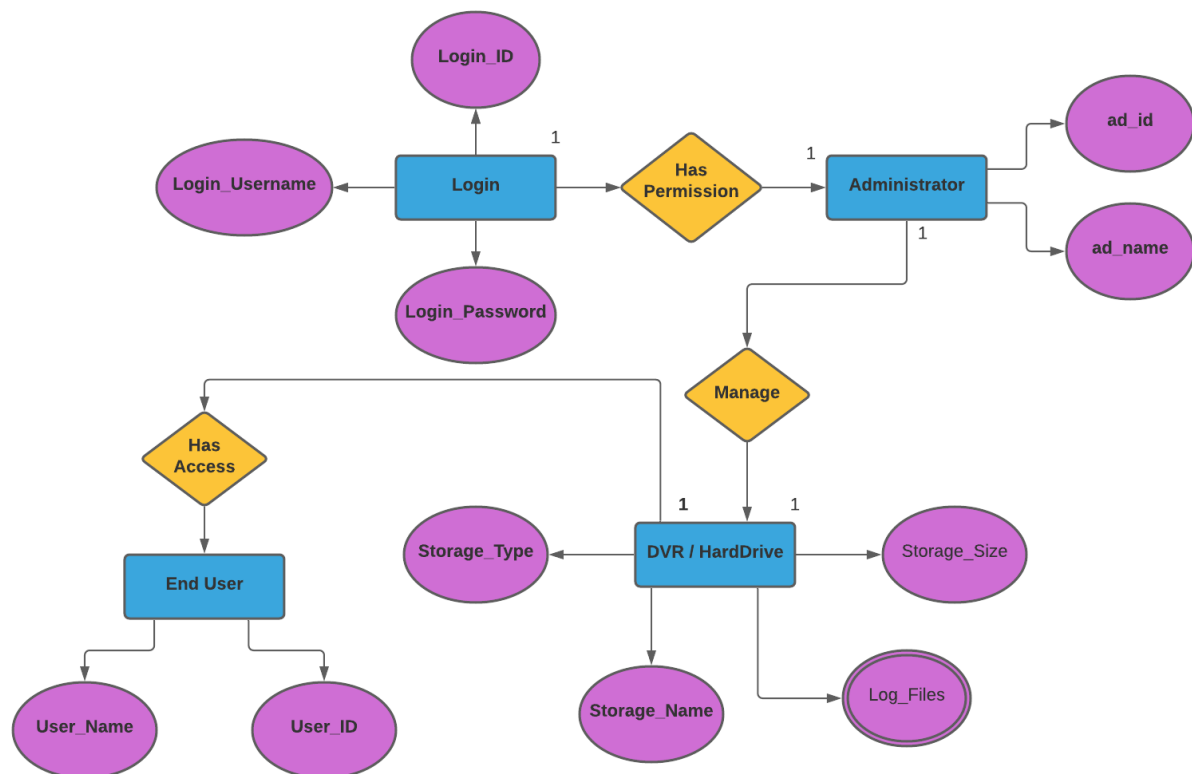 Login_ID
1
Login_Username
Login
Has
Permission
1
Administrator
ad_id
ad_name
1
Login_Password
Manage
Has
Access
1
1
Storage_Type
DVR / HardDrive
Storage_Size
End User
Log_Files
Storage_Name
User_Name
User_ID